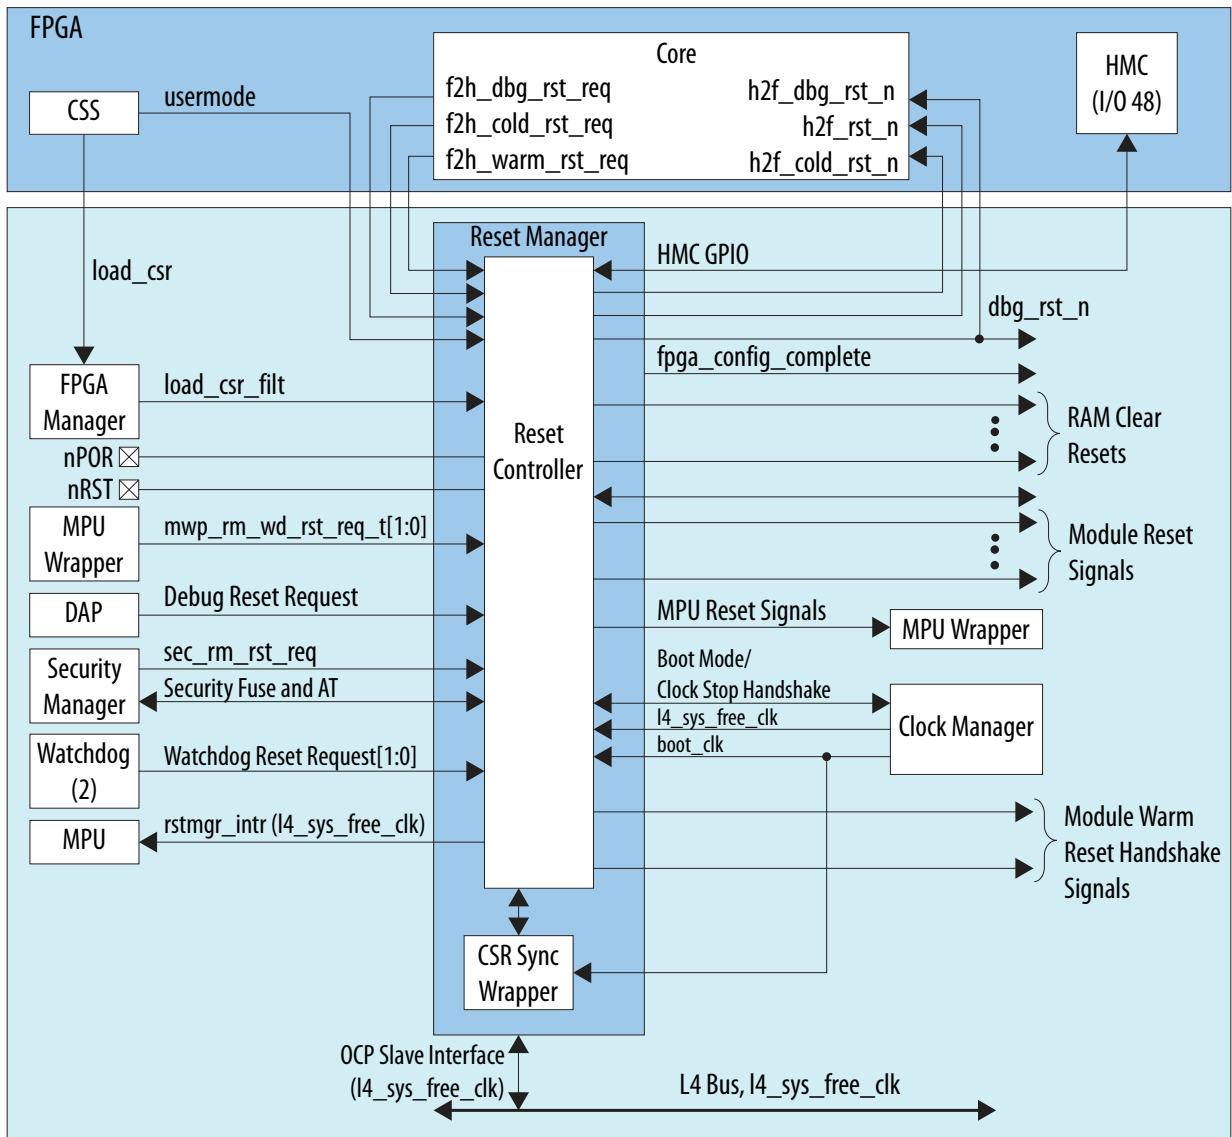 FPGA
Core
HMC
(I/O 48)
CSS
usermode
f2h_dbg_rst_req
f2h_cold_rst_req
f2h_warm_rst_req
h2f_dbg_rst_n
h2f_rst_n
h2f_cold_rst_n
Reset Manager
HMC GPIO
load_csr
dbg_rst_n
fpga_config_complete
FPGA
Manager
load_csr_filt
RAM Clear
Resets
Reset
Controller
nPOR
nRST
MPU
Wrapper
mwp_rm_wd_rst_req_t[1:0]
Module Reset
Signals
DAP
Debug Reset Request
MPU Reset Signals
MPU Wrapper
Security
Manager
sec_rm_rst_req
Security Fuse and AT
Boot Mode/
Clock Stop Handshake
l4_sys_free_clk
boot_clk
Clock Manager
Watchdog
(2)
Watchdog Reset Request[1:0]
MPU
rstmgr_intr (l4_sys_free_clk)
Module Warm
Reset Handshake
Signals
CSR Sync
Wrapper
OCP Slave Interface
(l4_sys_free_clk)
L4 Bus, l4_sys_free_clk